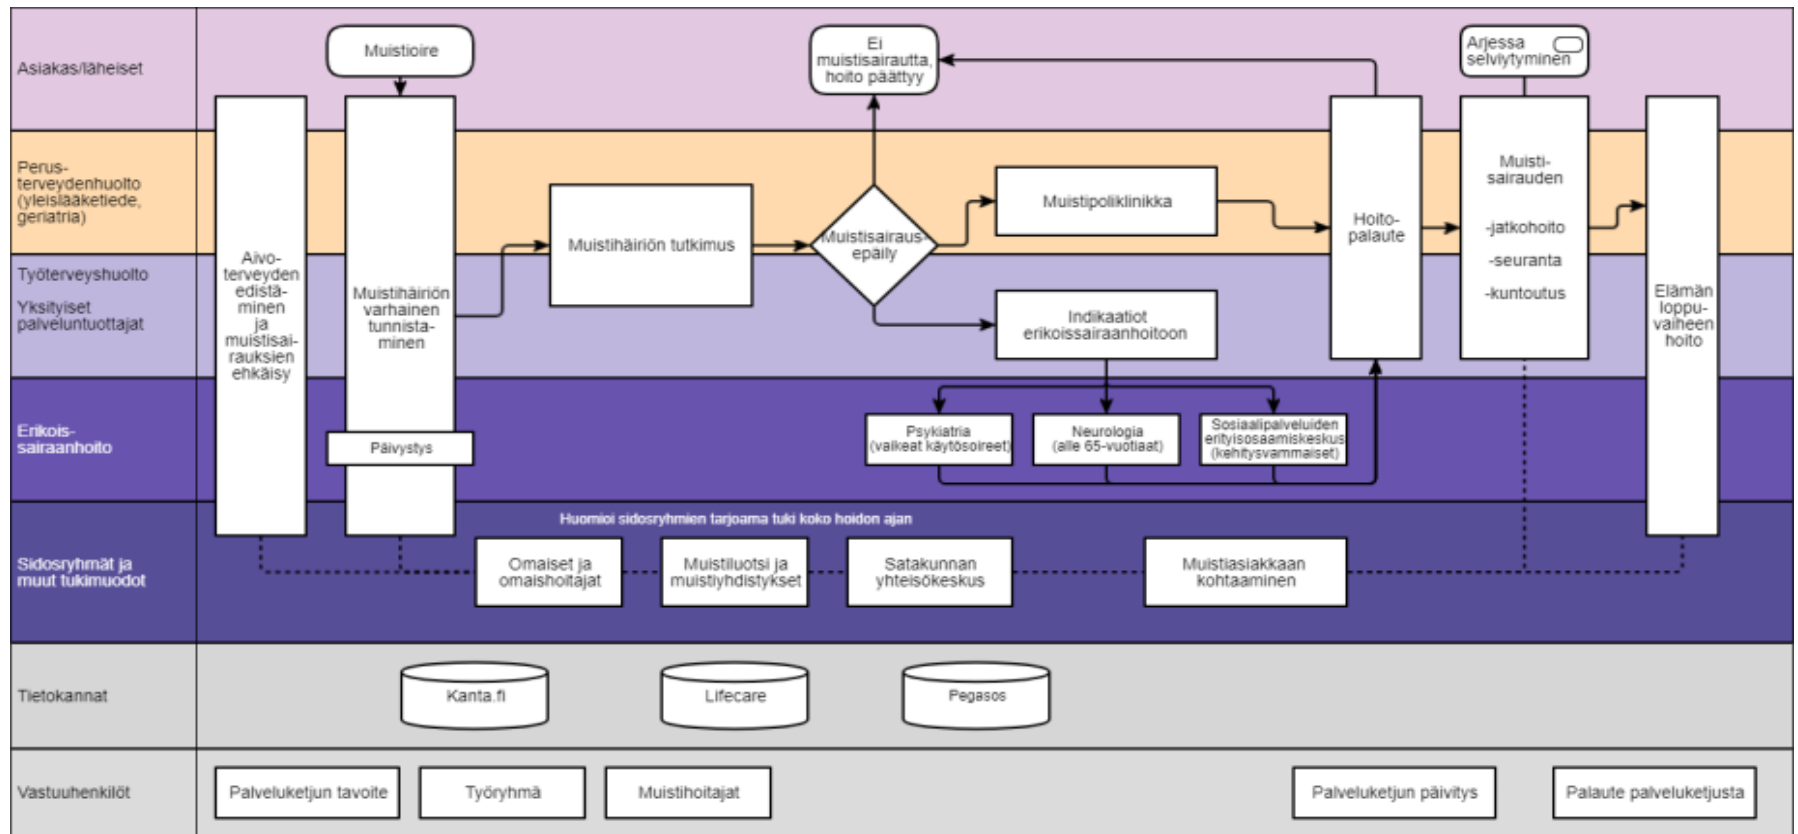 Asiakas/läheiset
Muistioire
Ei
muistisairautta,
hoito päättyy
Arjessa
selviytyminen
Perus-
terveydenhuolto
(yleislääketiede,
geriatria)
Työterveyshuolto
Yksityiset
palveluntuottajat
Aivo-
terveyden
edistä-
minen
ja
muistisai-
rauksien
ehkäisy
Muistihäiriön
varhainen
tunnista-
minen
Muistihäiriön tutkimus
Muistisairaus-
epäily
Muistipoliklinikka
Indikaatiot
erikoissairaanhoitoon
Hoito-
palaute
Muisti-
sairauden
-jatkohoito
-seuranta
-kuntoutus
Elämän
loppu-
vaiheen
hoito
Erikois-
sairaanhoito
Päivystys
Psykiatria
(vaikeat käytösoireet)
Neurologia
(alle 65-vuotiaat)
Sosiaalipalveluiden
erityisosaamiskeskus
(kehitysvammaiset)
Huomioi sidosryhmien tarjoama tuki koko hoidon ajan
Sidosryhmät ja
muut tukimuodot
Omaiset ja
omaishoitajat
Muistiluotsi ja
muistiyhdistykset
Satakunnan
yhteisökeskus
Muistiasiakkaan
kohtaaminen
Tietokannat
Kanta.fi
Lifecare
Pegasos
Vastuuhenkilöt
Palveluketjun tavoite
Työryhmä
Muistihoitajat
Palveluketjun päivitys
Palaute palveluketjusta